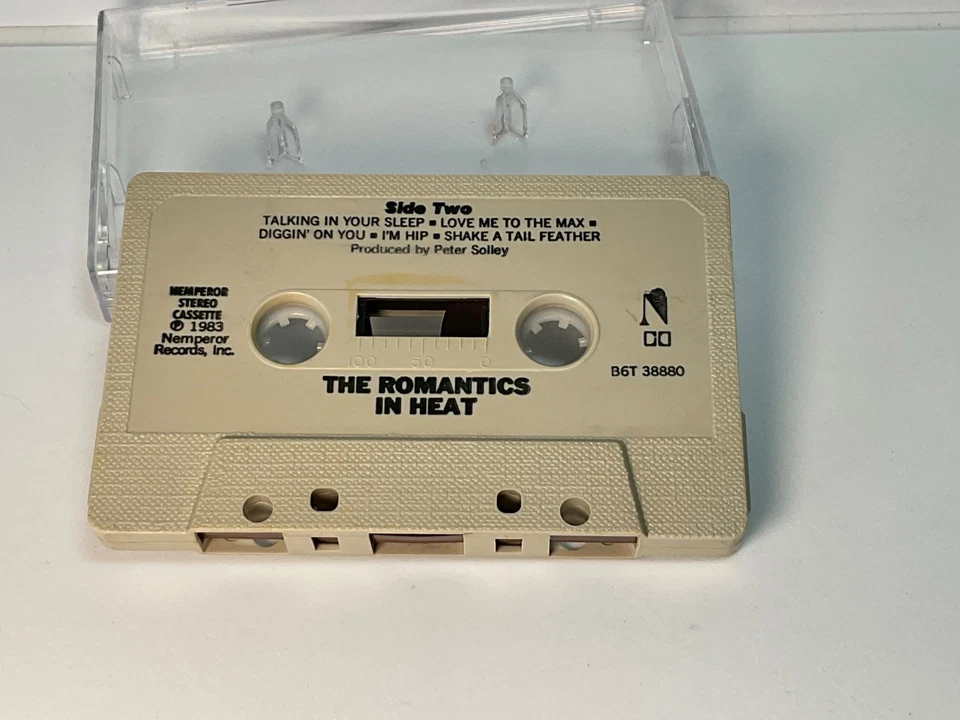 Side Two
TALKING IN YOUR SLEEP ▪ LOVE ME TO THE MAX ▪
DIGGIN' ON YOU ▪ I'M HIP ▪ SHAKE A TAIL FEATHER
Produced by Peter Solley
NEMPEROR
STEREO
CASSETTE
℗ 1983
Nemperor
Records, Inc.
100 50 0
N
B6T 38880
THE ROMANTICS
IN HEAT